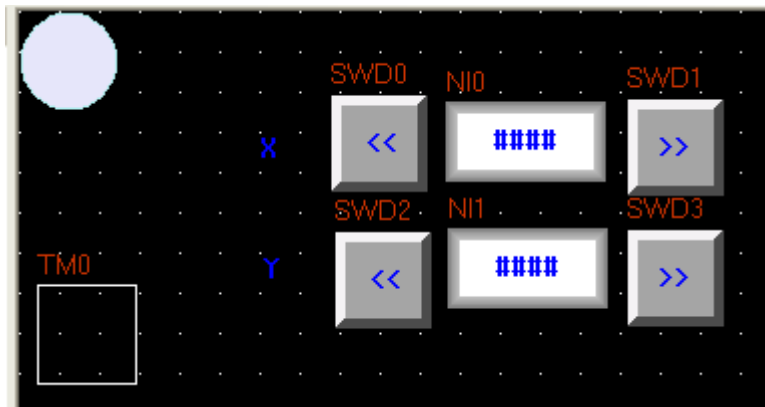 SWD0 NI0 SWD1
X << #### >>
SWD2 NI1 SWD3
TM0 Y << #### >>